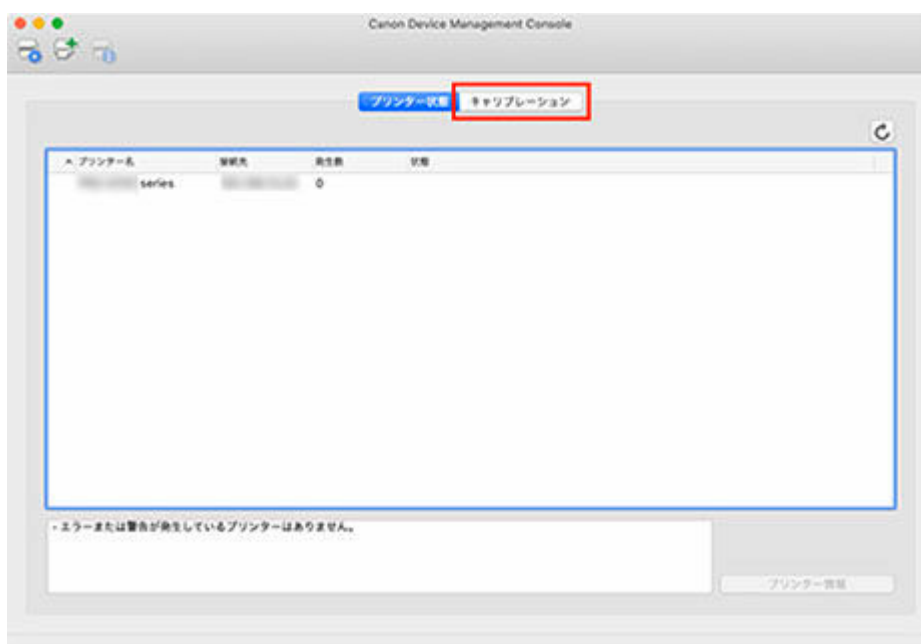 Canon Device Management Console
プリンター状態 キャリブレーション
プリンター名 接続先 発生数 状態
series 0
- エラーまたは警告が発生しているプリンターはありません。
プリンター情報